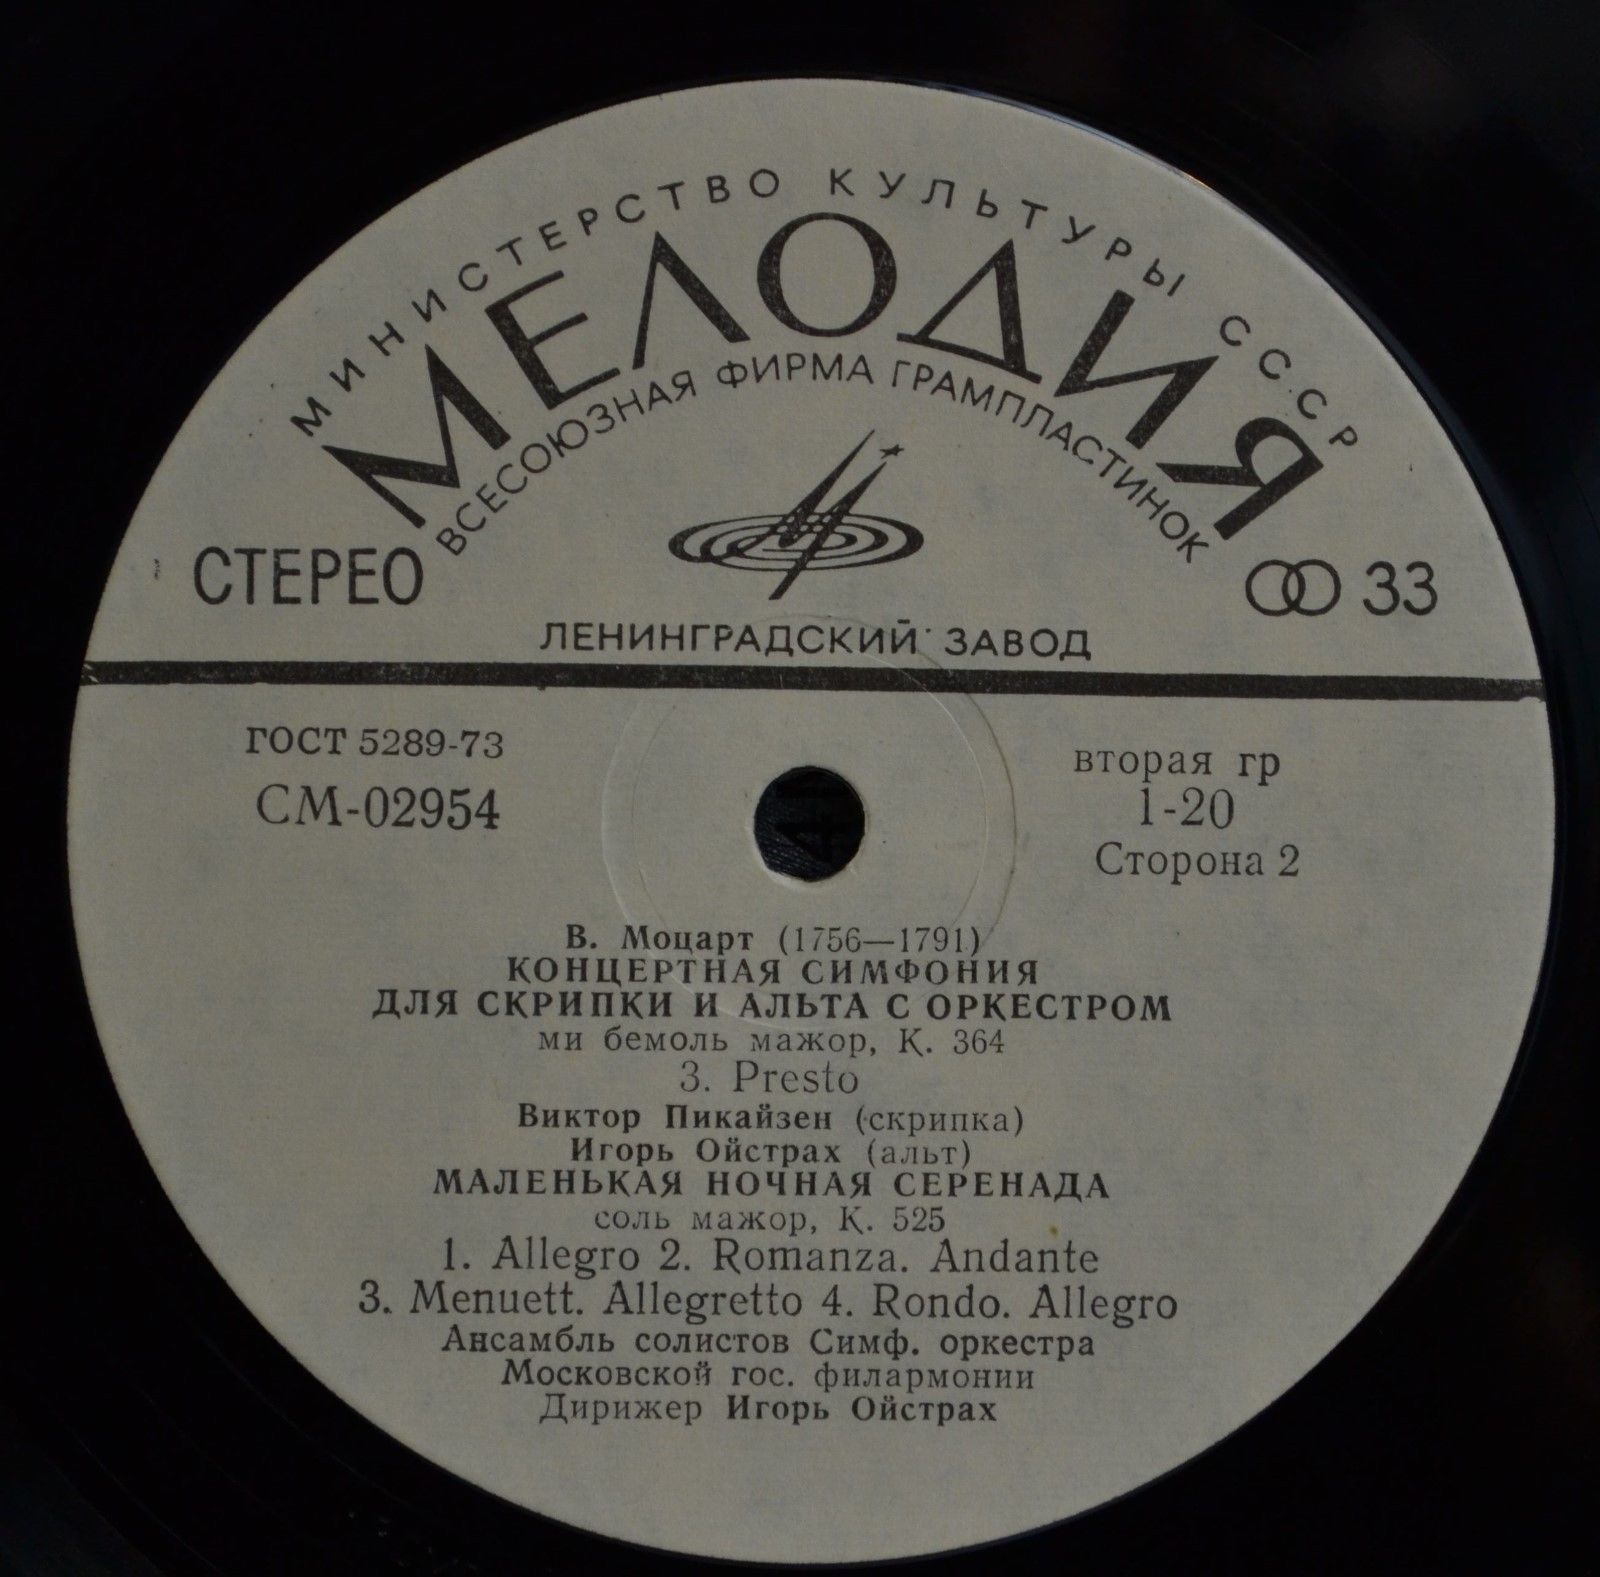 МИНИСТЕРСТВО КУЛЬТУРЫ СССР
МЕЛОДИЯ
ВСЕСОЮЗНАЯ ФИРМА ГРАМПЛАСТИНОК
СТЕРЕО
33
ЛЕНИНГРАДСКИЙ ЗАВОД
ГОСТ 5289-73
СМ-02954
вторая гр
1-20
Сторона 2
В. Моцарт (1756—1791)
КОНЦЕРТНАЯ СИМФОНИЯ
ДЛЯ СКРИПКИ И АЛЬТА С ОРКЕСТРОМ
ми бемоль мажор, К. 364
3. Presto
Виктор Пикайзен (скрипка)
Игорь Ойстрах (альт)
МАЛЕНЬКАЯ НОЧНАЯ СЕРЕНАДА
соль мажор, К. 525
1. Allegro 2. Romanza. Andante
3. Menuett. Allegretto 4. Rondo. Allegro
Ансамбль солистов Симф. оркестра
Московской гос. филармонии
Дирижер Игорь Ойстрах